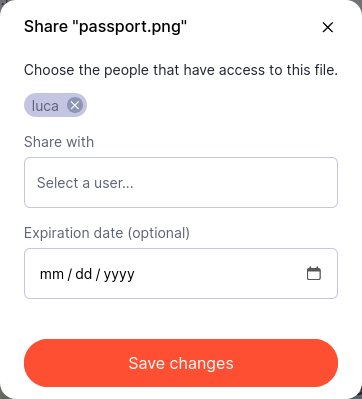 Share "passport.png"
Choose the people that have access to this file.
luca
Share with
Select a user...
Expiration date (optional)
mm / dd / yyyy
Save changes